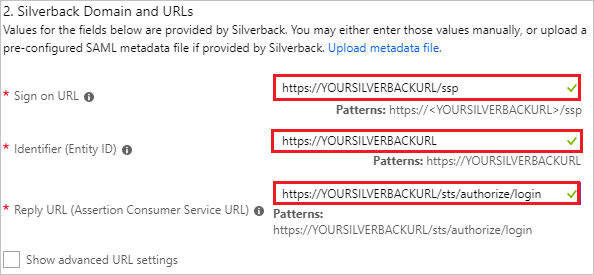 2. Silverback Domain and URLs
Values for the fields below are provided by Silverback. You may either enter those values manually, or upload a
pre-configured SAML metadata file if provided by Silverback. Upload metadata file.
* Sign on URL
https://YOURSILVERBACKURL/ssp
Patterns: https://<YOURSILVERBACKURL>/ssp
* Identifier (Entity ID)
https://YOURSILVERBACKURL
Patterns: https://YOURSILVERBACKURL
* Reply URL (Assertion Consumer Service URL)
https://YOURSILVERBACKURL/sts/authorize/login
Patterns:
https://YOURSILVERBACKURL/sts/authorize/login
Show advanced URL settings